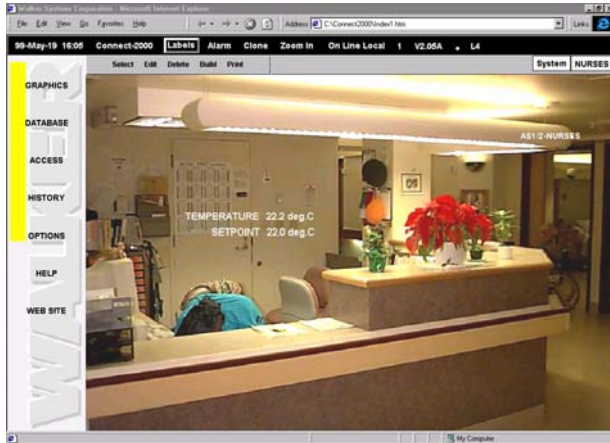 Walker Systems Corporation - Microsoft Internet Explorer
File Edit View Go Favorites Help
Address C:\Connect2000\Index1.htm
Links
99-May-19 16:05 Connect-2000 Labels Alarm Clone Zoom In On Line Local 1 V2.05A L4
Select Edit Delete Build Print
System NURSES
GRAPHICS
DATABASE
ACCESS
HISTORY
OPTIONS
HELP
WEB SITE
WALKER
AS1/2-NURSES
TEMPERATURE 22.2 deg.C
SETPOINT 22.0 deg.C
My Computer